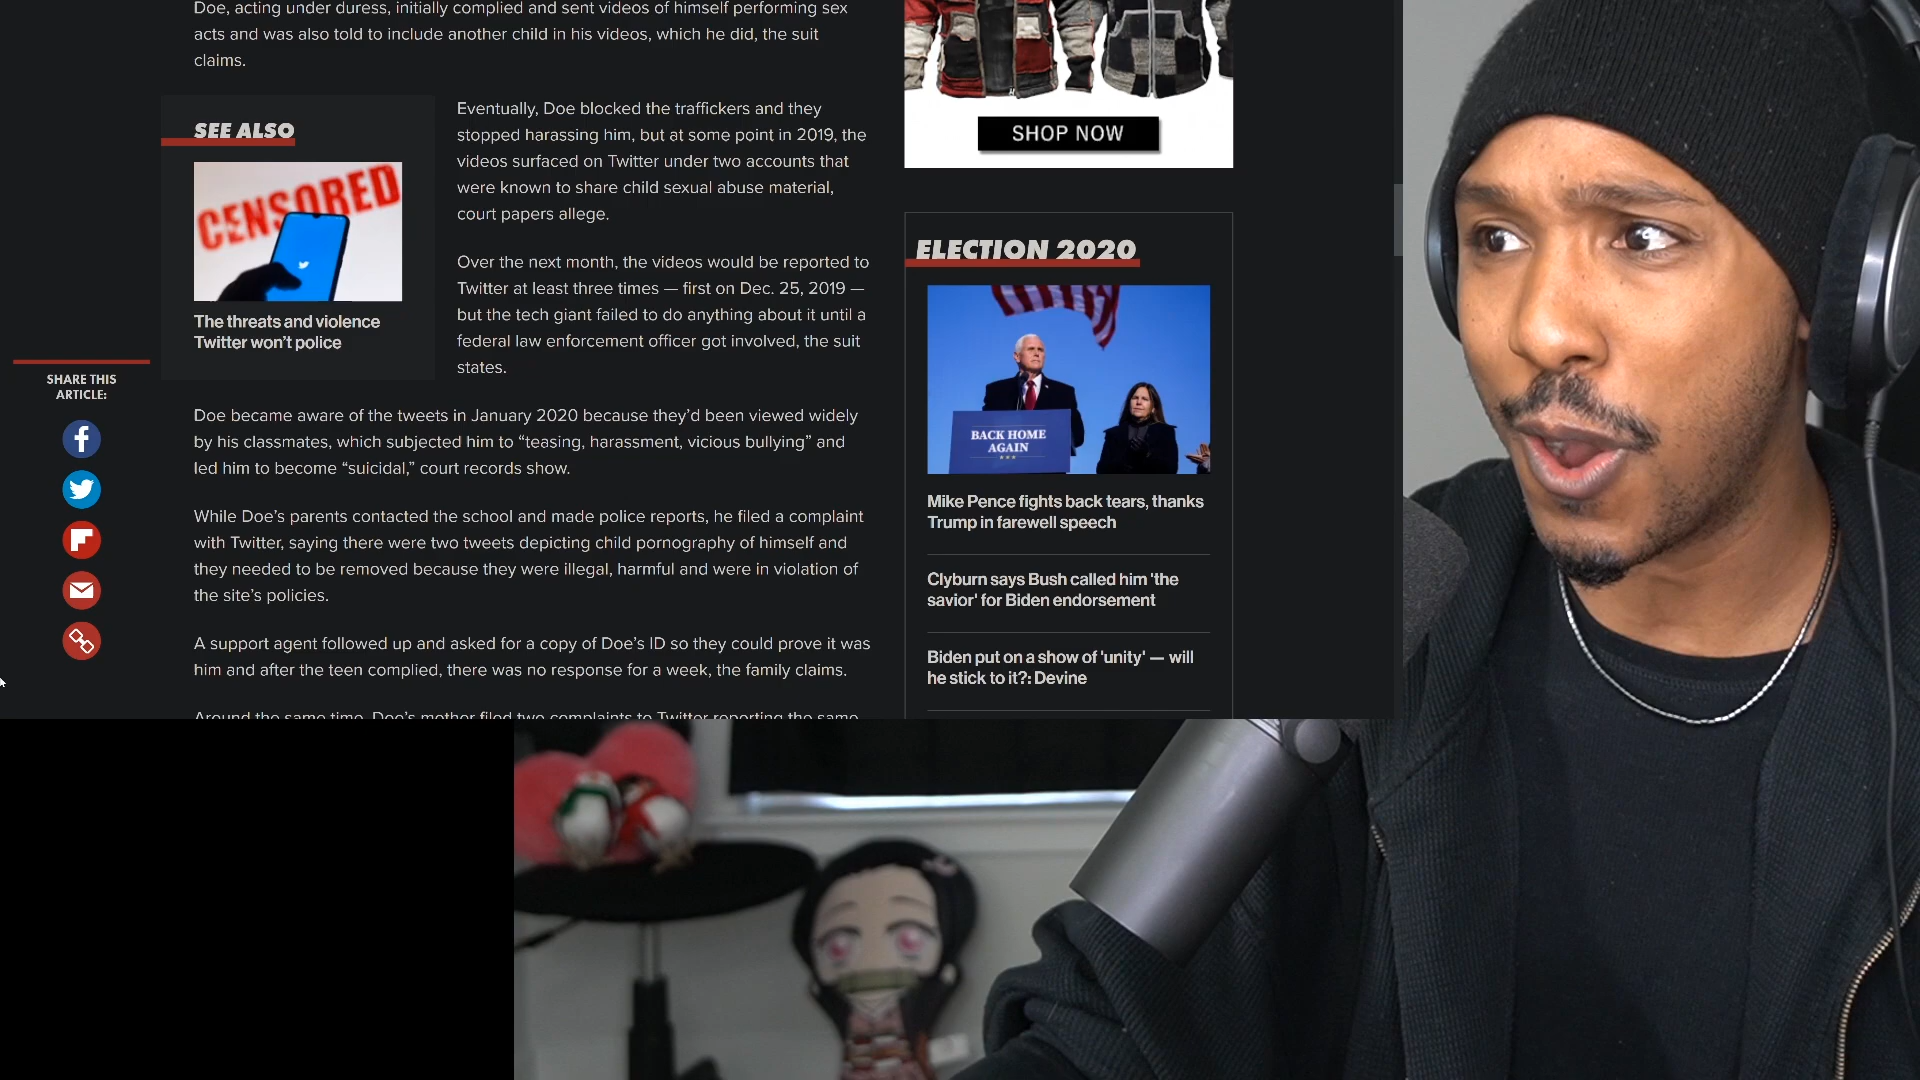 Doe, acting under duress, initially complied and sent videos of himself performing sex
acts and was also told to include another child in his videos, which he did, the suit
claims.
SEE ALSO
CENSORED
The threats and violence
Twitter won’t police
Eventually, Doe blocked the traffickers and they
stopped harassing him, but at some point in 2019, the
videos surfaced on Twitter under two accounts that
were known to share child sexual abuse material,
court papers allege.
Over the next month, the videos would be reported to
Twitter at least three times — first on Dec. 25, 2019 —
but the tech giant failed to do anything about it until a
federal law enforcement officer got involved, the suit
states.
SHARE THIS
ARTICLE:
Doe became aware of the tweets in January 2020 because they’d been viewed widely
by his classmates, which subjected him to “teasing, harassment, vicious bullying” and
led him to become “suicidal,” court records show.
While Doe’s parents contacted the school and made police reports, he filed a complaint
with Twitter, saying there were two tweets depicting child pornography of himself and
they needed to be removed because they were illegal, harmful and were in violation of
the site’s policies.
A support agent followed up and asked for a copy of Doe’s ID so they could prove it was
him and after the teen complied, there was no response for a week, the family claims.
Around the same time, Doe’s mother filed two complaints to Twitter reporting the same
SHOP NOW
ELECTION 2020
BACK HOME
AGAIN
Mike Pence fights back tears, thanks
Trump in farewell speech
Clyburn says Bush called him 'the
savior' for Biden endorsement
Biden put on a show of 'unity' — will
he stick to it?: Devine